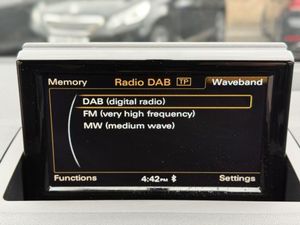 Memory Radio DAB TP Waveband
DAB (digital radio)
FM (very high frequency)
MW (medium wave)
Functions 4:42PM Settings